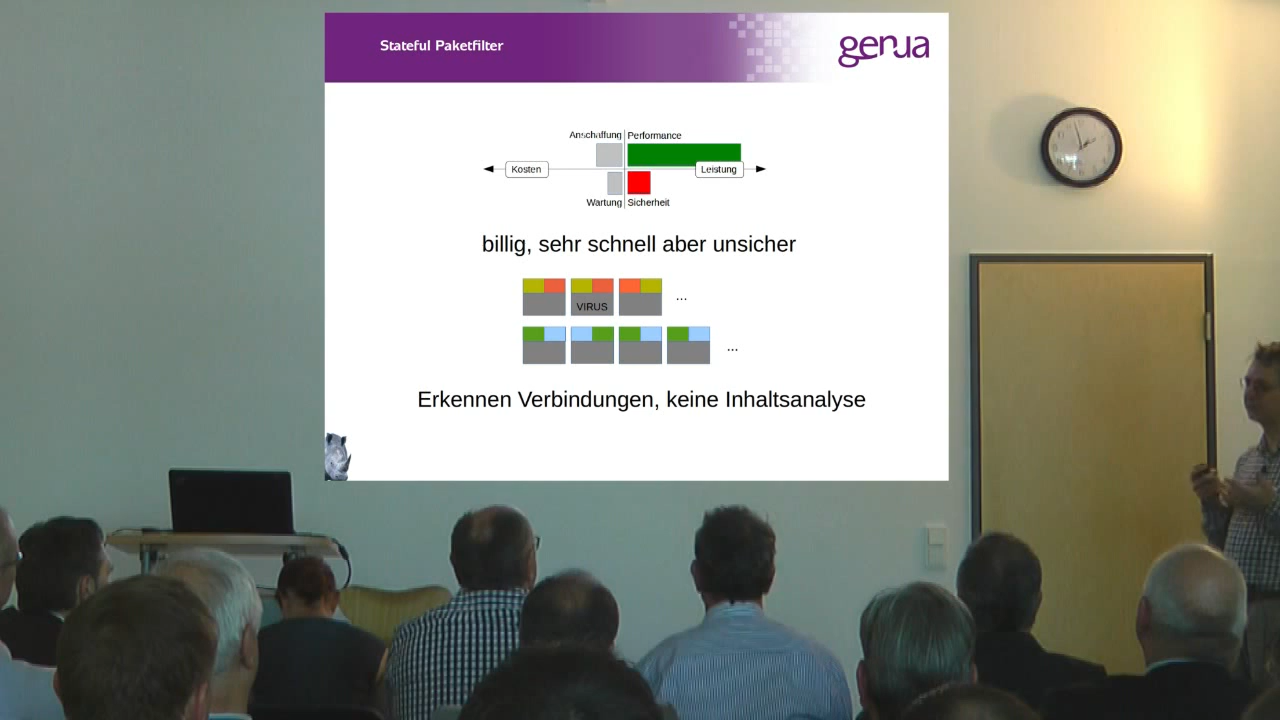 Stateful Paketfilter
genua
Anschaffung Performance
Kosten Leistung
Wartung Sicherheit
billig, sehr schnell aber unsicher
VIRUS ...
...
Erkennen Verbindungen, keine Inhaltsanalyse